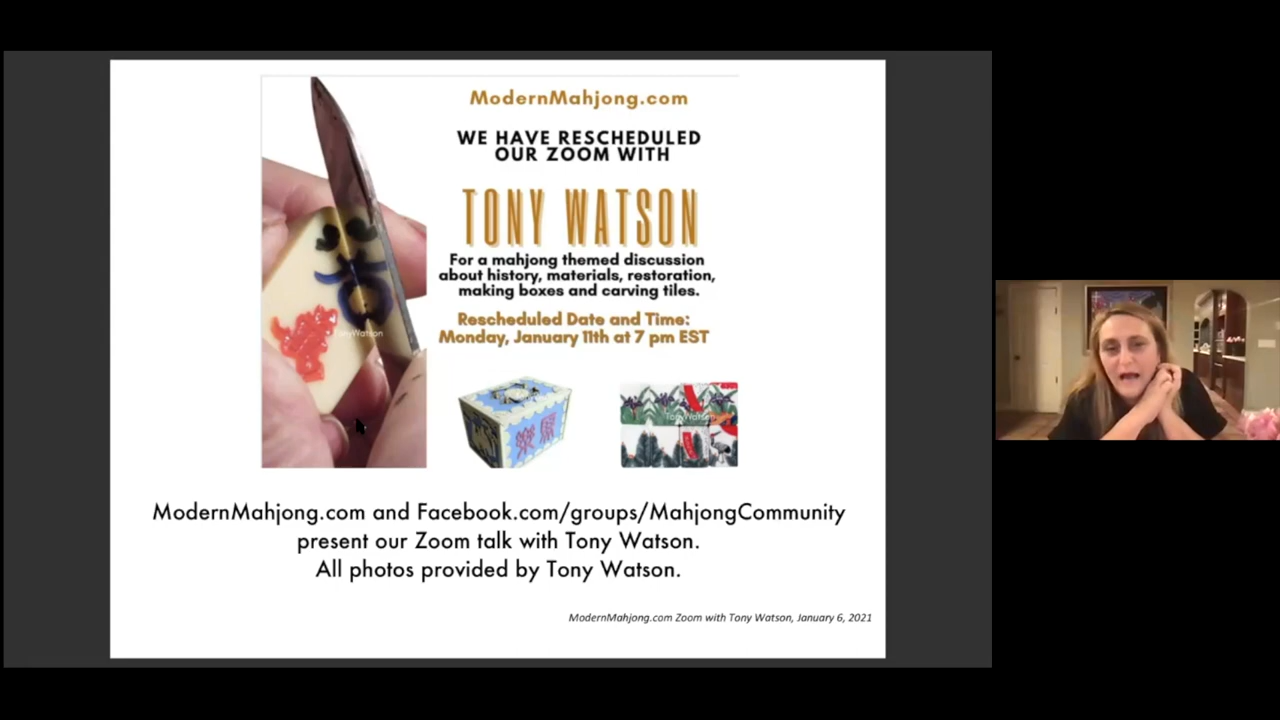 ModernMahjong.com
WE HAVE RESCHEDULED
OUR ZOOM WITH
TONY WATSON
For a mahjong themed discussion
about history, materials, restoration,
making boxes and carving tiles.
Rescheduled Date and Time:
Monday, January 11th at 7 pm EST
TonyWatson
TonyWatson
ModernMahjong.com and Facebook.com/groups/MahjongCommunity
present our Zoom talk with Tony Watson.
All photos provided by Tony Watson.
ModernMahjong.com Zoom with Tony Watson, January 6, 2021